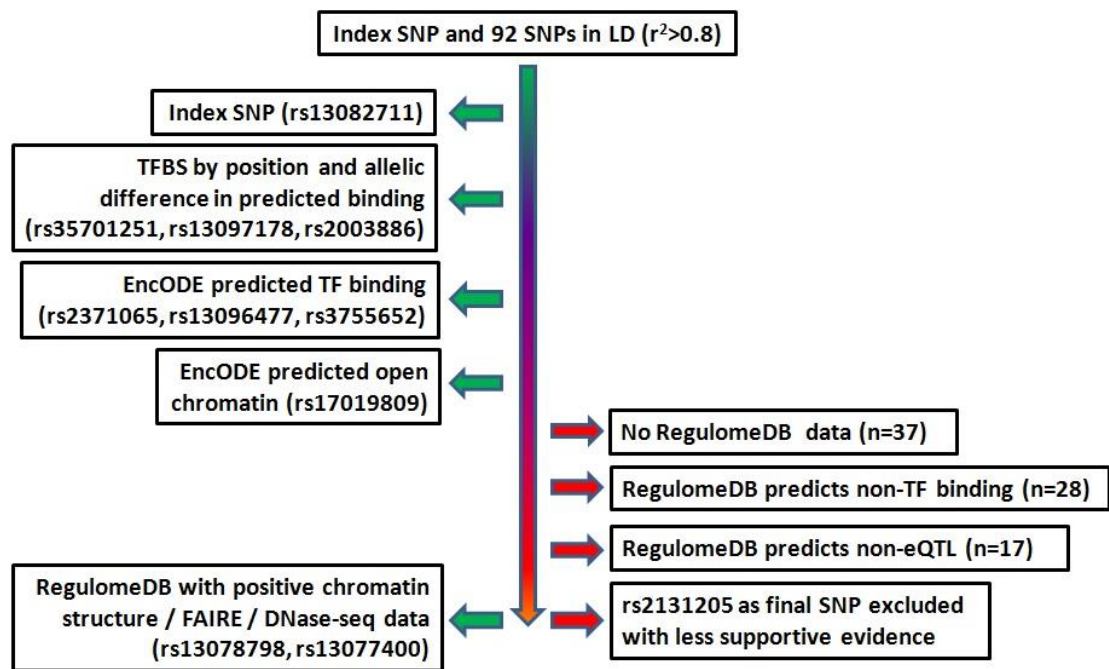 Index SNP and 92 SNPs in LD (r²>0.8)
Index SNP (rs13082711)
TFBS by position and allelic
difference in predicted binding
(rs35701251, rs13097178, rs2003886)
EncODE predicted TF binding
(rs2371065, rs13096477, rs3755652)
EncODE predicted open
chromatin (rs17019809)
No RegulomeDB data (n=37)
RegulomeDB predicts non-TF binding (n=28)
RegulomeDB predicts non-eQTL (n=17)
RegulomeDB with positive chromatin
structure / FAIRE / DNase-seq data
(rs13078798, rs13077400)
rs2131205 as final SNP excluded
with less supportive evidence